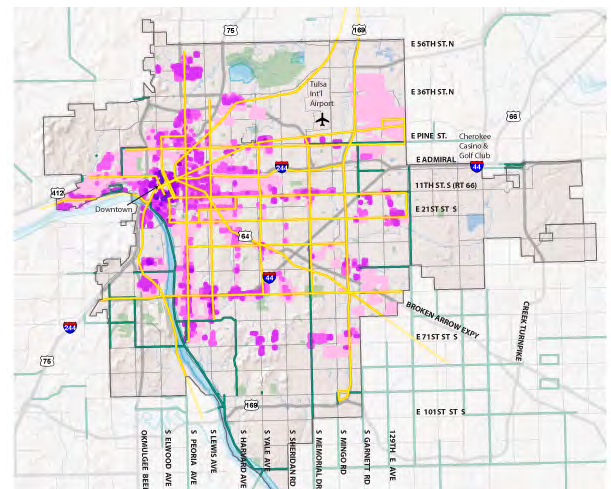 75
169
E 56TH ST. N
Tulsa
Int'l
Airport
E 36TH ST. N
66
E PINE ST.
Cherokee
Casino &
Golf Club
E ADMIRAL
244
44
11TH ST. S (RT 66)
412
Downtown
E 21ST ST S
64
44
BROKEN ARROW EXPY
CREEK TURNPIKE
244
E 71ST ST S
75
169
E 101ST ST S
OKMULGEE BEEL
S ELWOOD AVE
S PEORIA AVE
S LEWIS AVE
S HARVARD AVE
S YALE AVE
S SHERIDAN RD
S MEMORIAL DR
S MINGO RD
S GARNETT RD
129TH E AVE